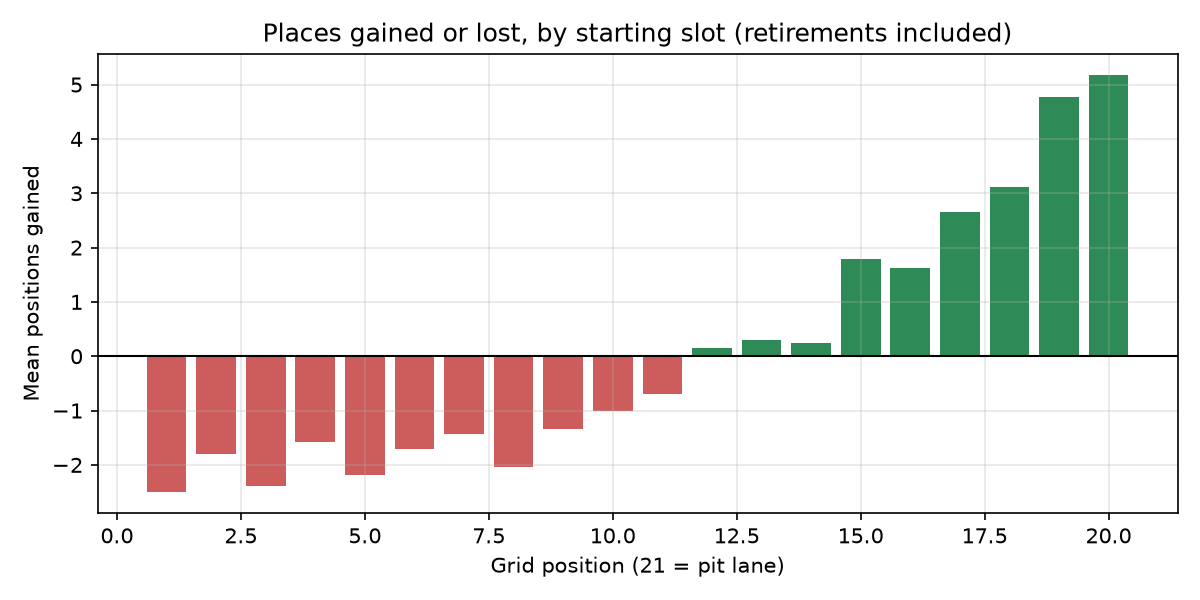 Places gained or lost, by starting slot (retirements included)
Mean positions gained
5
4
3
2
1
0
−1
−2
0.0 2.5 5.0 7.5 10.0 12.5 15.0 17.5 20.0
Grid position (21 = pit lane)